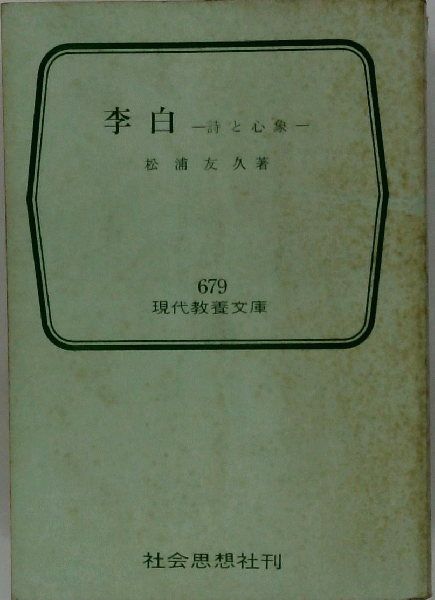 李白 —詩と心象—
松浦友久著
679
現代教養文庫
社会思想社刊